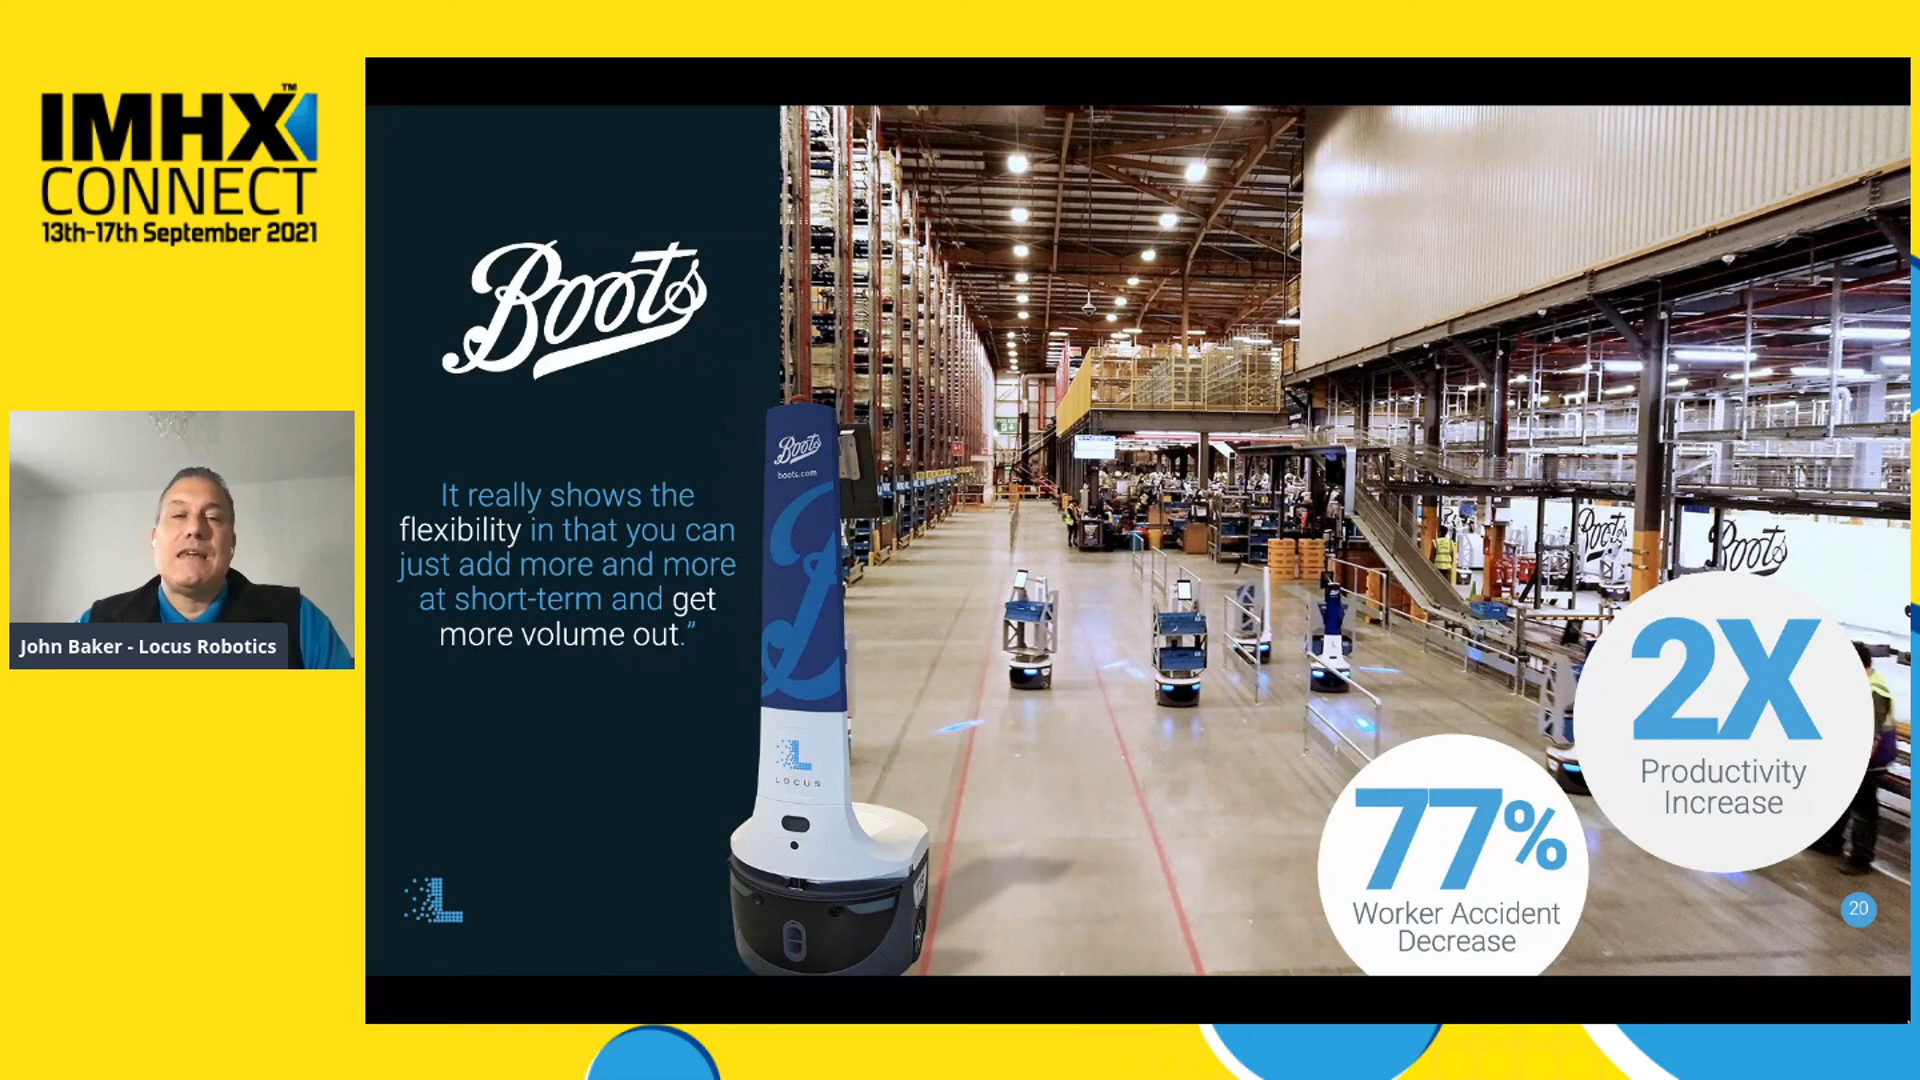 IMHX™
CONNECT
13th-17th September 2021
John Baker - Locus Robotics
Boots
It really shows the
flexibility in that you can
just add more and more
at short-term and get
more volume out.”
Boots
boots.com
L
LOCUS
Boots
Boots
2X
Productivity
Increase
77%
Worker Accident
Decrease
20